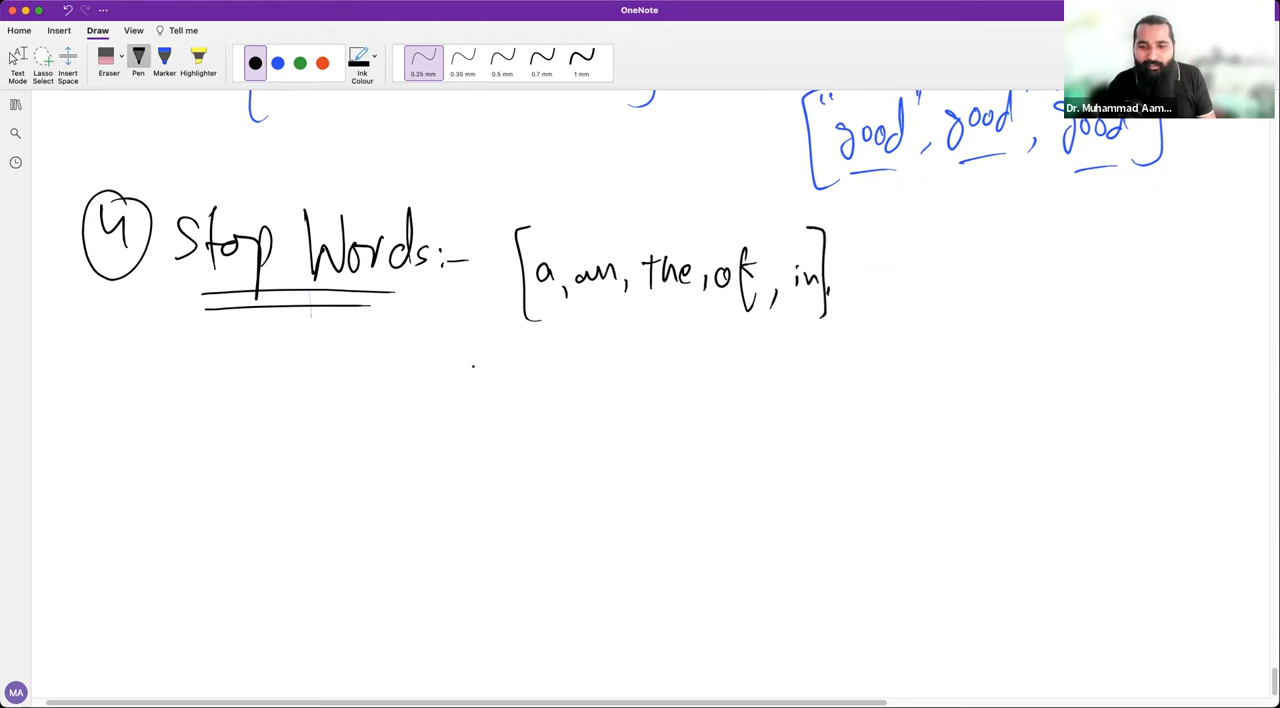 OneNote
Home Insert Draw View Tell me
Text Mode
Lasso Select
Insert Space
Eraser
Pen
Marker
Highlighter
Ink Colour
0.25 mm 0.35 mm 0.5 mm 0.7 mm 1 mm
Dr. Muhammad Aam...
["good", good, good]
4 Stop Words:- [a, an, the, of, in],
MA